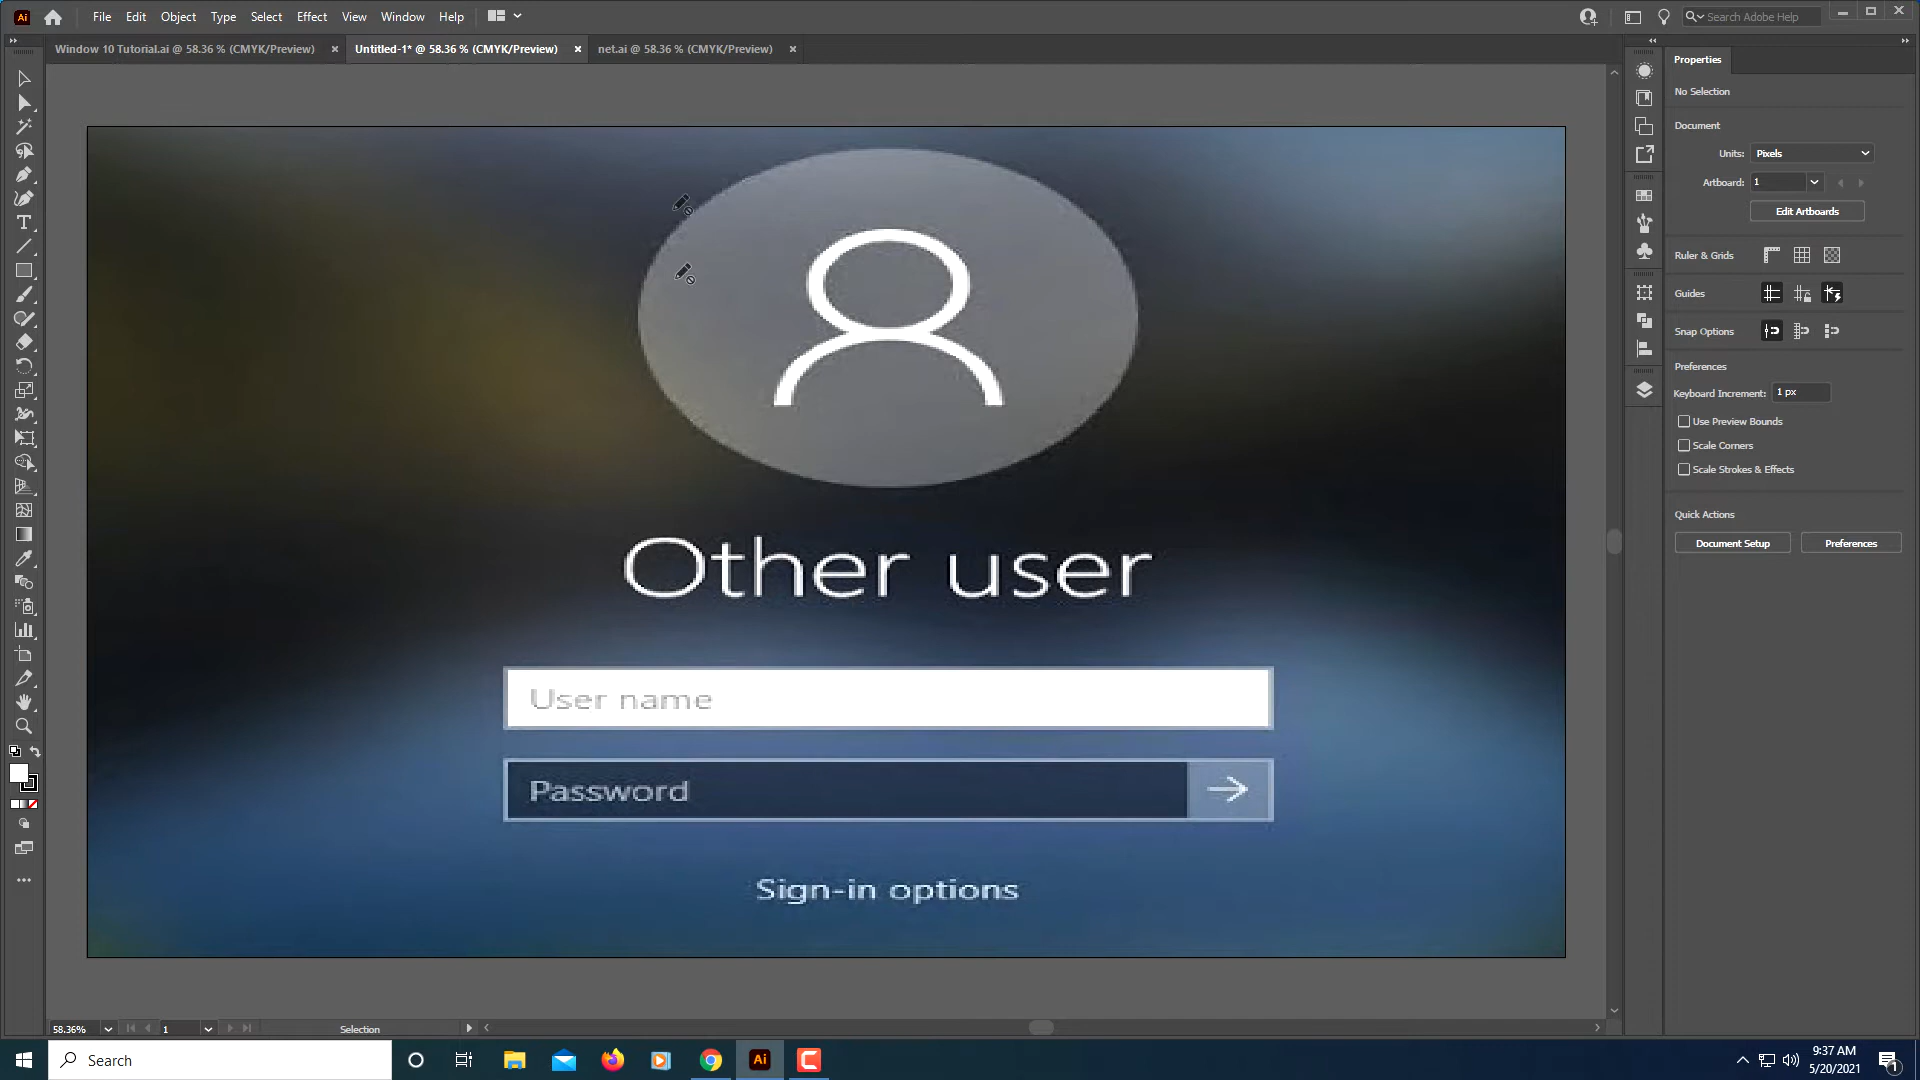 Ai File Edit Object Type Select Effect View Window Help Search Adobe Help
Window 10 Tutorial.ai @ 58.36 % (CMYK/Preview) × Untitled-1* @ 58.36 % (CMYK/Preview) × net.ai @ 58.36 % (CMYK/Preview) ×
Properties
No Selection
Document
Units: Pixels
Artboard: 1
Edit Artboards
Ruler & Grids
Guides
Snap Options
Preferences
Keyboard Increment: 1 px
Use Preview Bounds
Scale Corners
Scale Strokes & Effects
Quick Actions
Document Setup Preferences
Other user
User name
Password
Sign-in options
58.36% 1 Selection
Search Ai 9:37 AM
5/20/2021 1